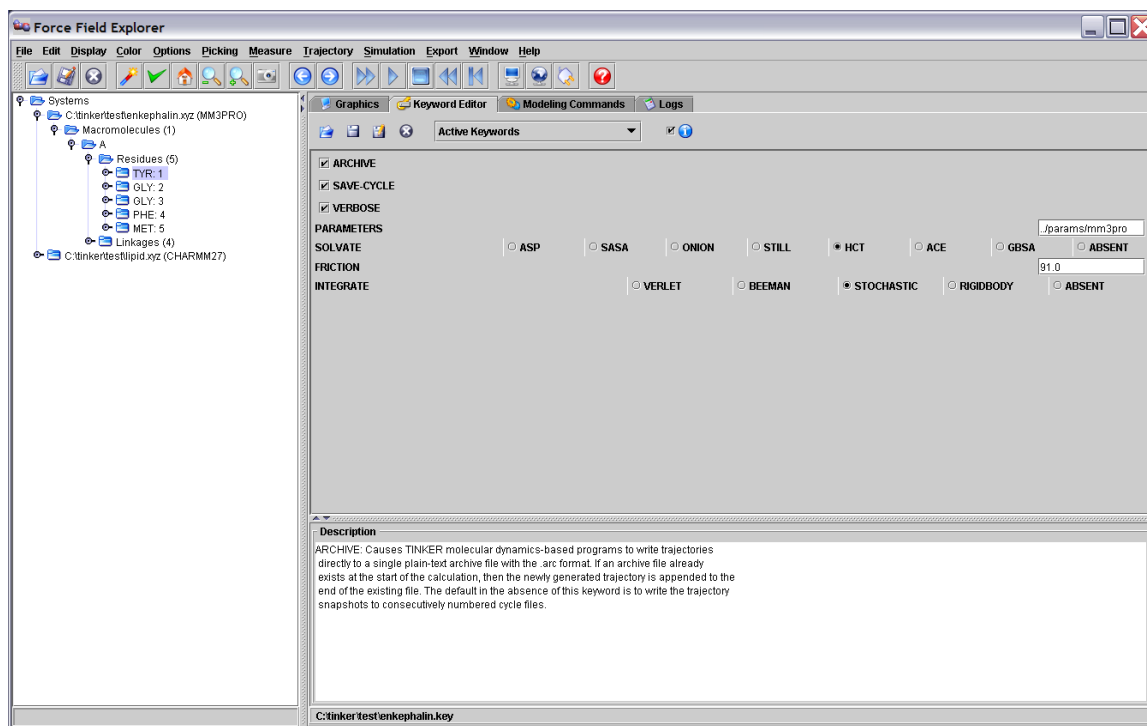 Force Field Explorer
File Edit Display Color Options Picking Measure Trajectory Simulation Export Window Help
Systems
C:\tinker\test\enkephalin.xyz (MM3PRO)
Macromolecules (1)
A
Residues (5)
TYR: 1
GLY: 2
GLY: 3
PHE: 4
MET: 5
Linkages (4)
C:\tinker\test\lipid.xyz (CHARMM27)
Graphics Keyword Editor Modeling Commands Logs
Active Keywords
ARCHIVE
SAVE-CYCLE
VERBOSE
PARAMETERS ../params/mm3pro
SOLVATE ASP SASA ONION STILL HCT ACE GBSA ABSENT
FRICTION 91.0
INTEGRATE VERLET BEEMAN STOCHASTIC RIGIDBODY ABSENT
Description
ARCHIVE: Causes TINKER molecular dynamics-based programs to write trajectories
directly to a single plain-text archive file with the .arc format. If an archive file already
exists at the start of the calculation, then the newly generated trajectory is appended to the
end of the existing file. The default in the absence of this keyword is to write the trajectory
snapshots to consecutively numbered cycle files.
C:\tinker\test\enkephalin.key